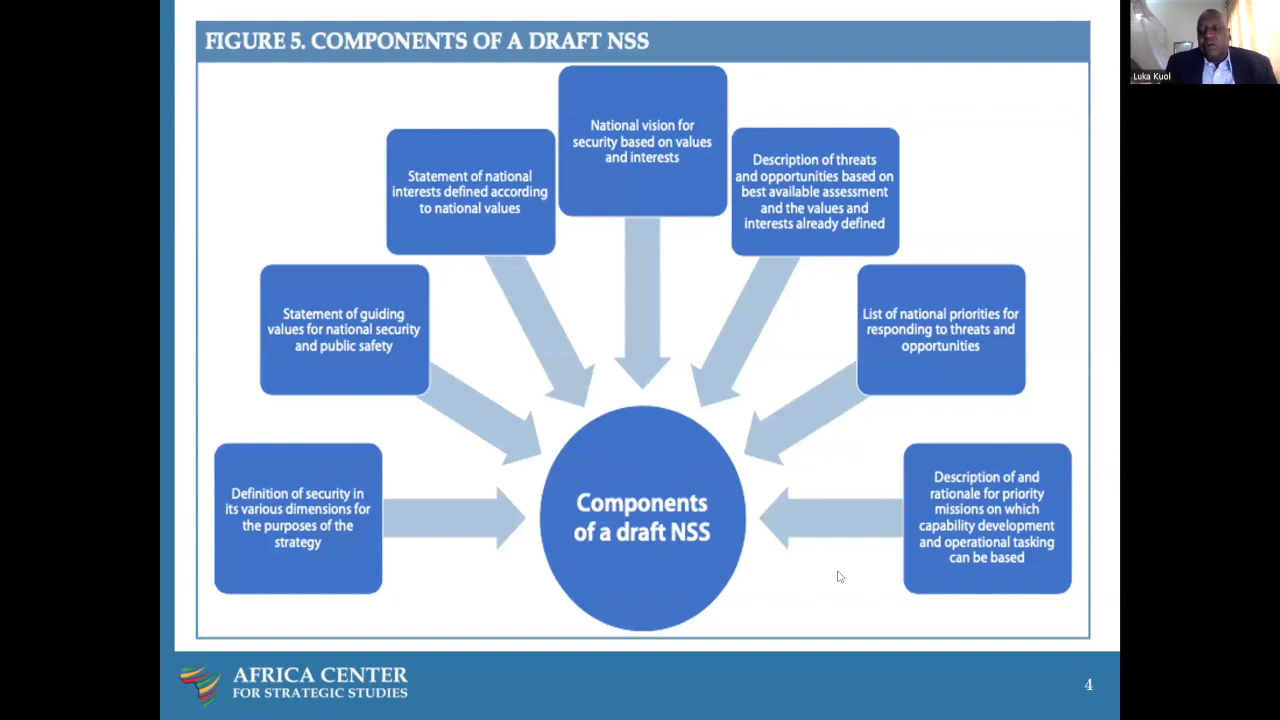 FIGURE 5. COMPONENTS OF A DRAFT NSS
Luka Kuol
National vision for
security based on values
and interests
Statement of national
interests defined according
to national values
Description of threats
and opportunities based on
best available assessment
and the values and
interests already defined
Statement of guiding
values for national security
and public safety
List of national priorities for
responding to threats and
opportunities
Definition of security in
its various dimensions for
the purposes of the
strategy
Components
of a draft NSS
Description of and
rationale for priority
missions on which
capability development
and operational tasking
can be based
AFRICA CENTER
FOR STRATEGIC STUDIES
4